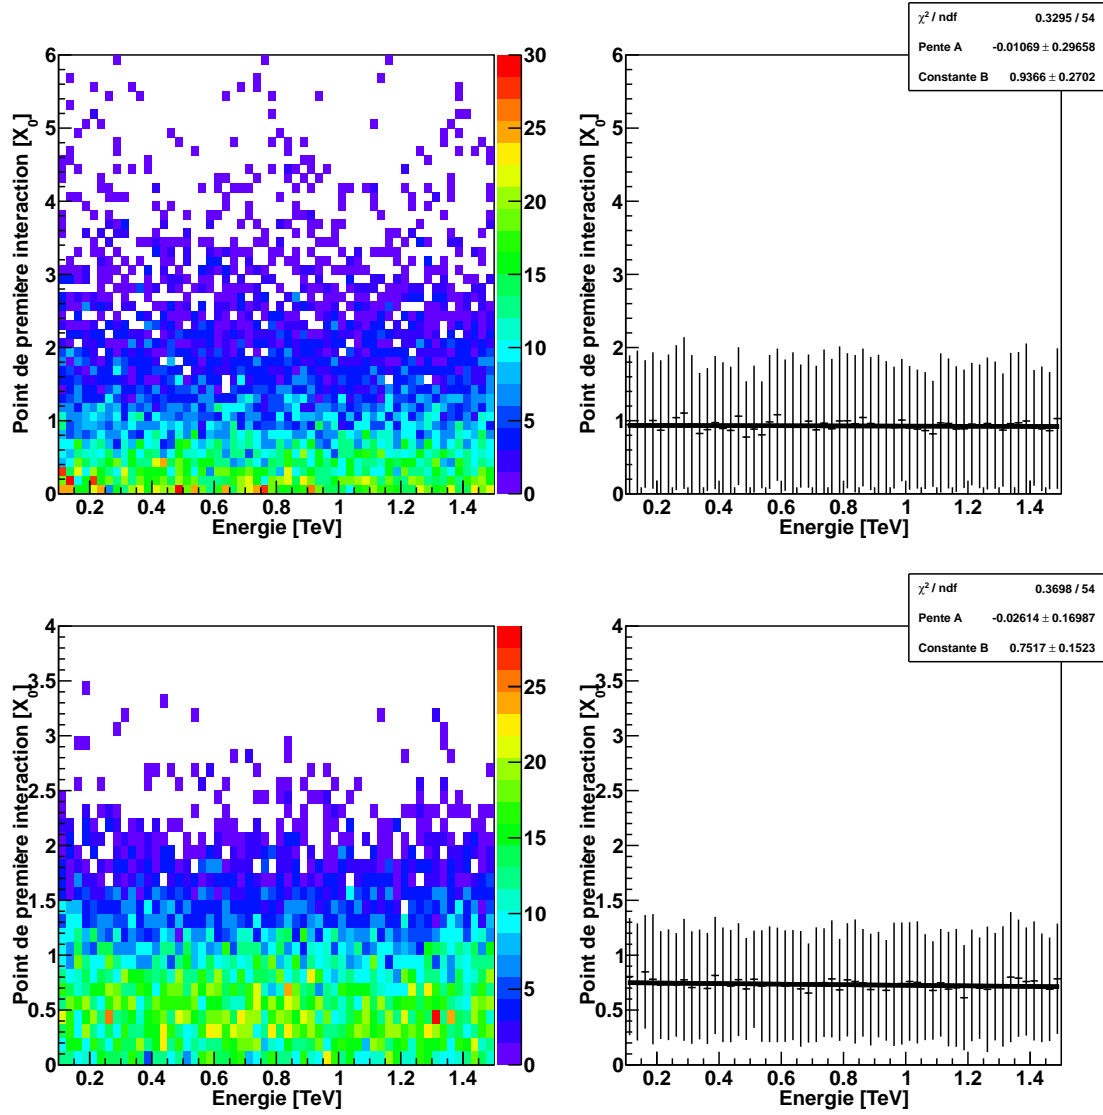 χ² / ndf 0.3295 / 54
Pente A -0.01069 ± 0.29658
Constante B 0.9366 ± 0.2702
Point de première interaction [X_0]
6
5
4
3
2
1
0
0.2 0.4 0.6 0.8 1 1.2 1.4
Energie [TeV]
30
25
20
15
10
5
0
Point de première interaction [X_0]
6
5
4
3
2
1
0
0.2 0.4 0.6 0.8 1 1.2 1.4
Energie [TeV]
χ² / ndf 0.3698 / 54
Pente A -0.02614 ± 0.16987
Constante B 0.7517 ± 0.1523
Point de première interaction [X_0]
4
3.5
3
2.5
2
1.5
1
0.5
0
0.2 0.4 0.6 0.8 1 1.2 1.4
Energie [TeV]
25
20
15
10
5
0
Point de première interaction [X_0]
4
3.5
3
2.5
2
1.5
1
0.5
0
0.2 0.4 0.6 0.8 1 1.2 1.4
Energie [TeV]